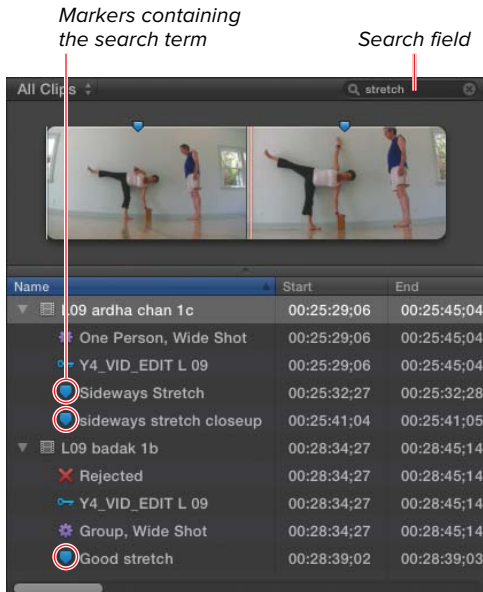 Markers containing
the search term
Search field
All Clips
stretch
Name Start End
L09 ardha chan 1c 00:25:29;06 00:25:45;04
One Person, Wide Shot 00:25:29;06 00:25:45;04
Y4_VID_EDIT L 09 00:25:29;06 00:25:45;04
Sideways Stretch 00:25:32;27 00:25:32;28
sideways stretch closeup 00:25:41;04 00:25:41;05
L09 badak 1b 00:28:34;27 00:28:45;14
Rejected 00:28:34;27 00:28:45;14
Y4_VID_EDIT L 09 00:28:34;27 00:28:45;14
Group, Wide Shot 00:28:34;27 00:28:45;14
Good stretch 00:28:39;02 00:28:39;03